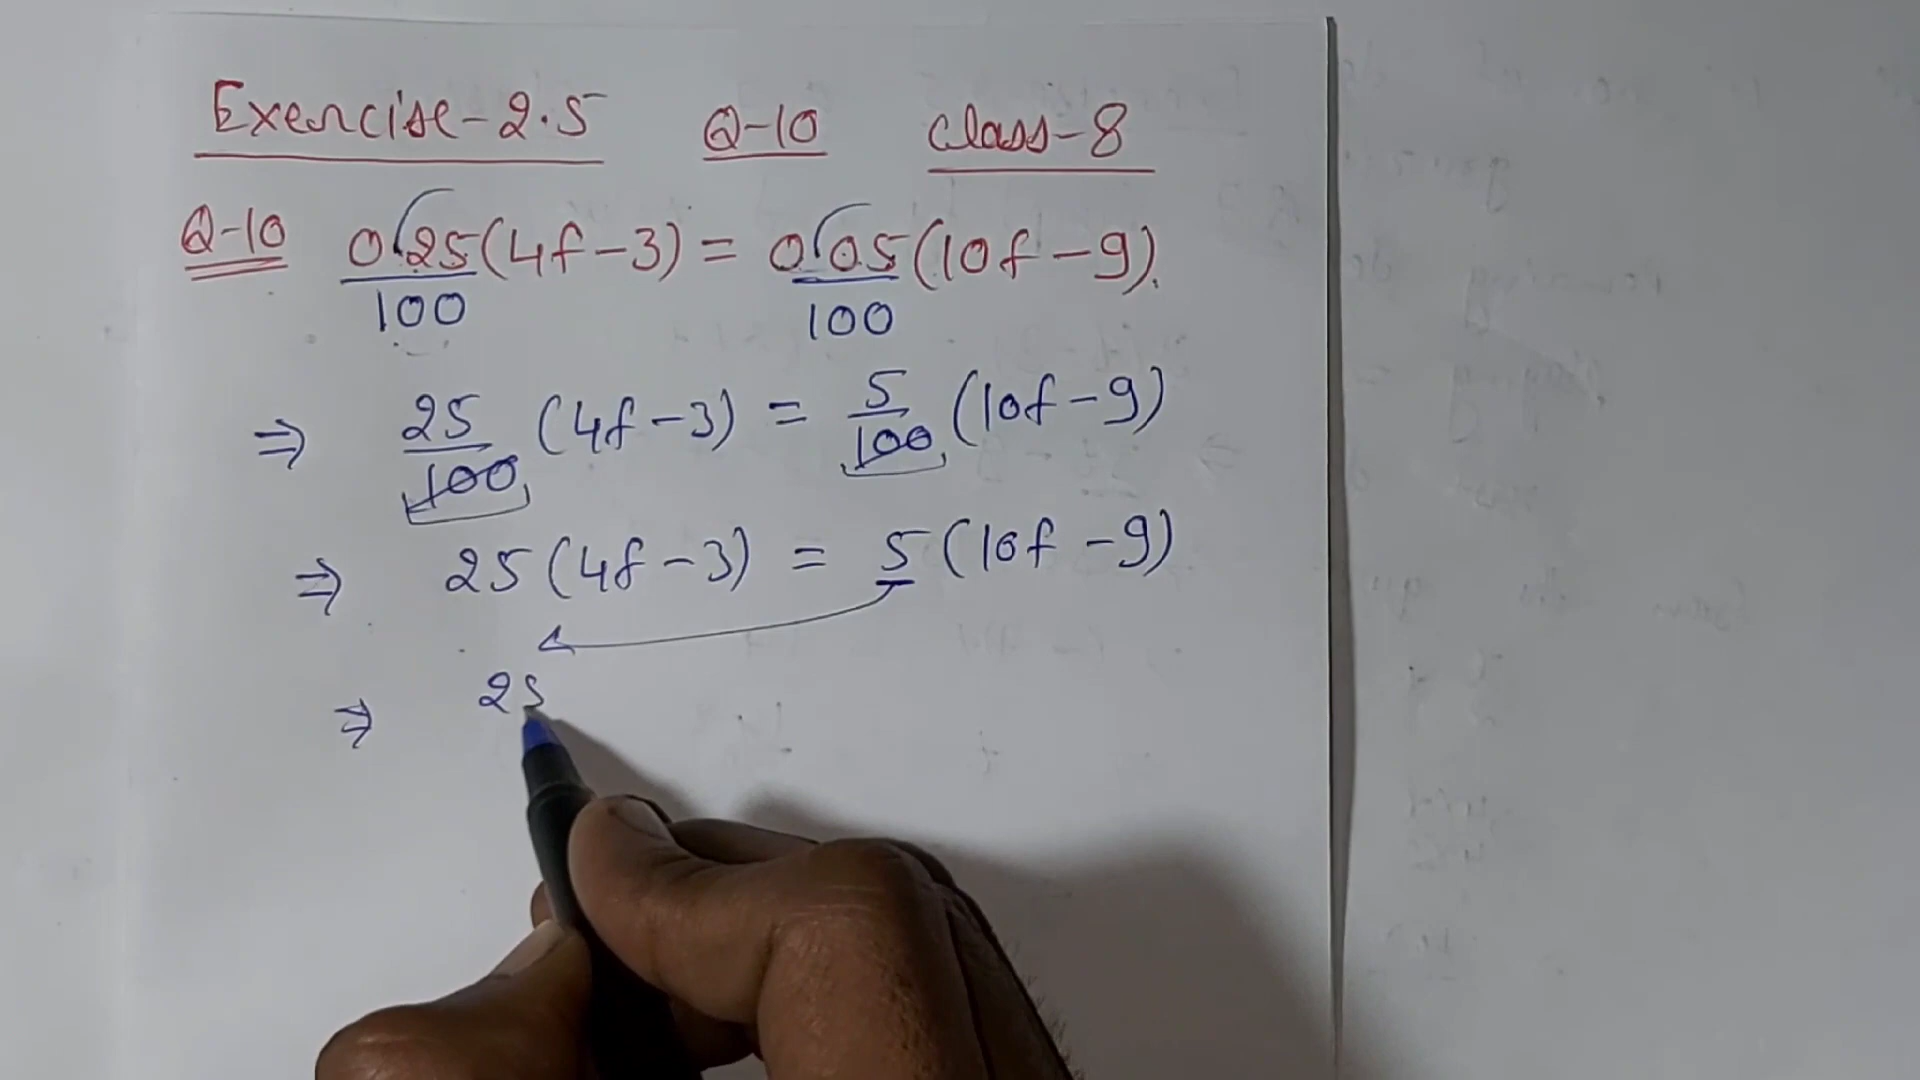 Exercise-2.5 Q-10 Class-8
Q-10 0.25(4f-3) = 0.05(10f-9).
100 100
⇒ 25/100 (4f-3) = 5/100 (10f-9)
⇒ 25(4f-3) = 5(10f-9)
⇒ 25